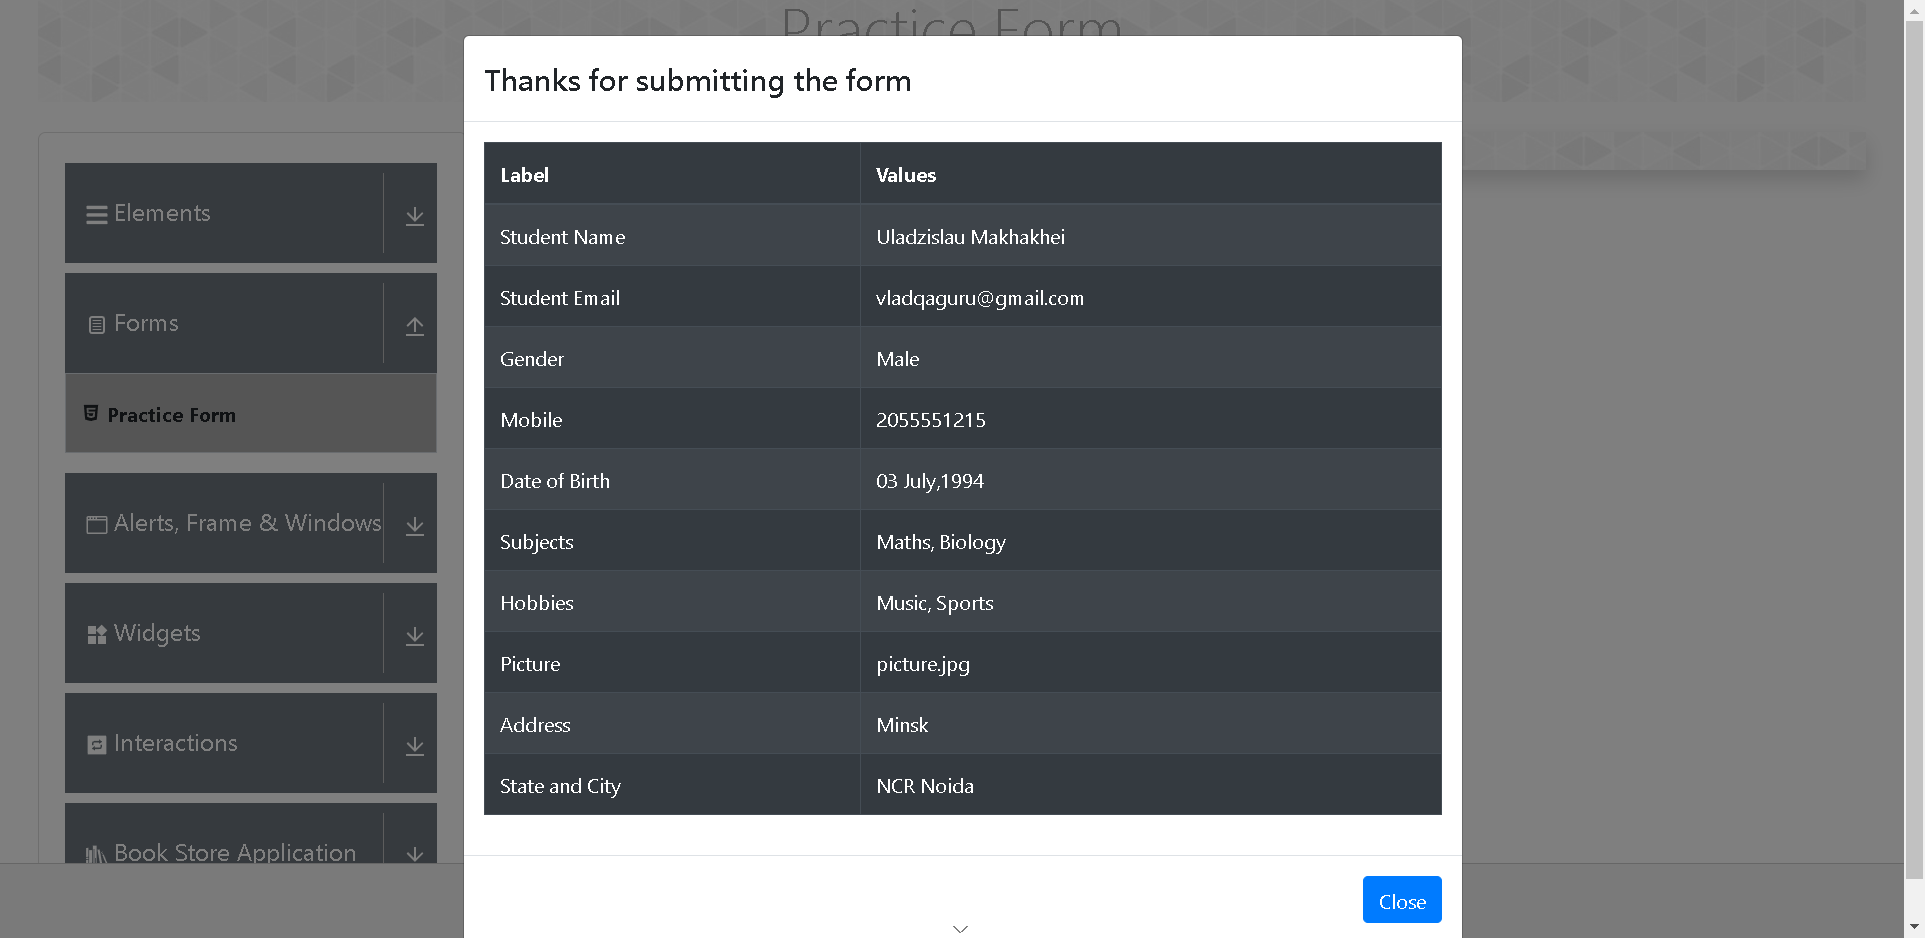 Practice Form
Thanks for submitting the form
Label Values
Student Name Uladzislau Makhakhei
Student Email vladqaguru@gmail.com
Gender Male
Mobile 2055551215
Date of Birth 03 July,1994
Subjects Maths, Biology
Hobbies Music, Sports
Picture picture.jpg
Address Minsk
State and City NCR Noida
Close
Elements
Forms
Practice Form
Alerts, Frame & Windows
Widgets
Interactions
Book Store Application